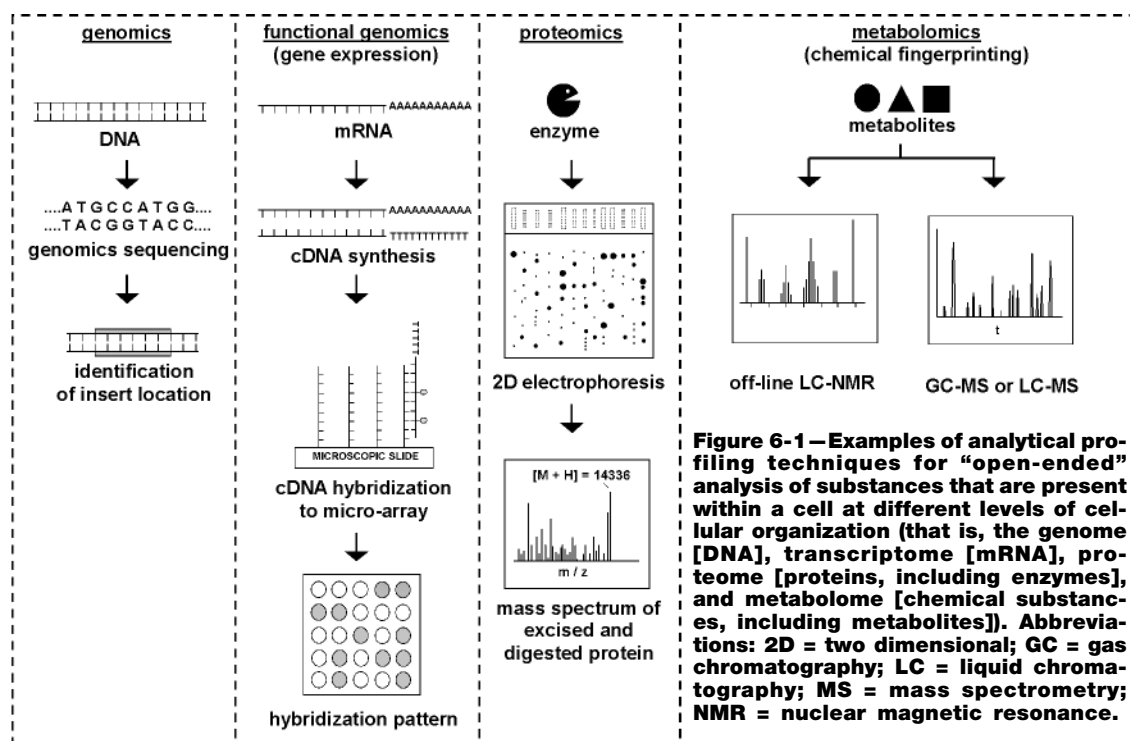 genomics
DNA
....A T G C C A T G G....
T A C G G T A C C....
genomics sequencing
identification
of insert location
functional genomics
(gene expression)
AAAAAAAAAAA
mRNA
AAAAAAAAAAA
TTTTTTTTTTT
cDNA synthesis
MICROSCOPIC SLIDE
cDNA hybridization
to micro-array
hybridization pattern
proteomics
enzyme
2D electrophoresis
[M + H] = 14336
m / z
mass spectrum of
excised and
digested protein
metabolomics
(chemical fingerprinting)
metabolites
off-line LC-NMR
t
GC-MS or LC-MS
Figure 6-1—Examples of analytical pro-
filing techniques for “open-ended”
analysis of substances that are present
within a cell at different levels of cel-
lular organization (that is, the genome
[DNA], transcriptome [mRNA], pro-
teome [proteins, including enzymes],
and metabolome [chemical substanc-
es, including metabolites]). Abbrevia-
tions: 2D = two dimensional; GC = gas
chromatography; LC = liquid chroma-
tography; MS = mass spectrometry;
NMR = nuclear magnetic resonance.